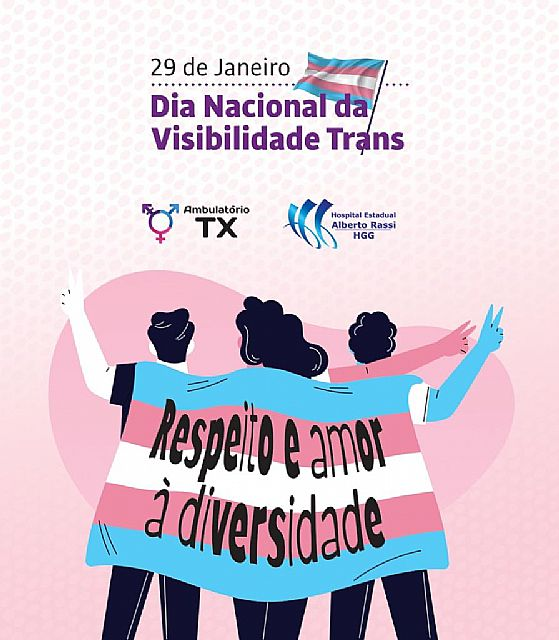 29 de Janeiro
Dia Nacional da
Visibilidade Trans
Ambulatório
TX
Hospital Estadual
Alberto Rassi
HGG
Respeito e amor
à diversidade